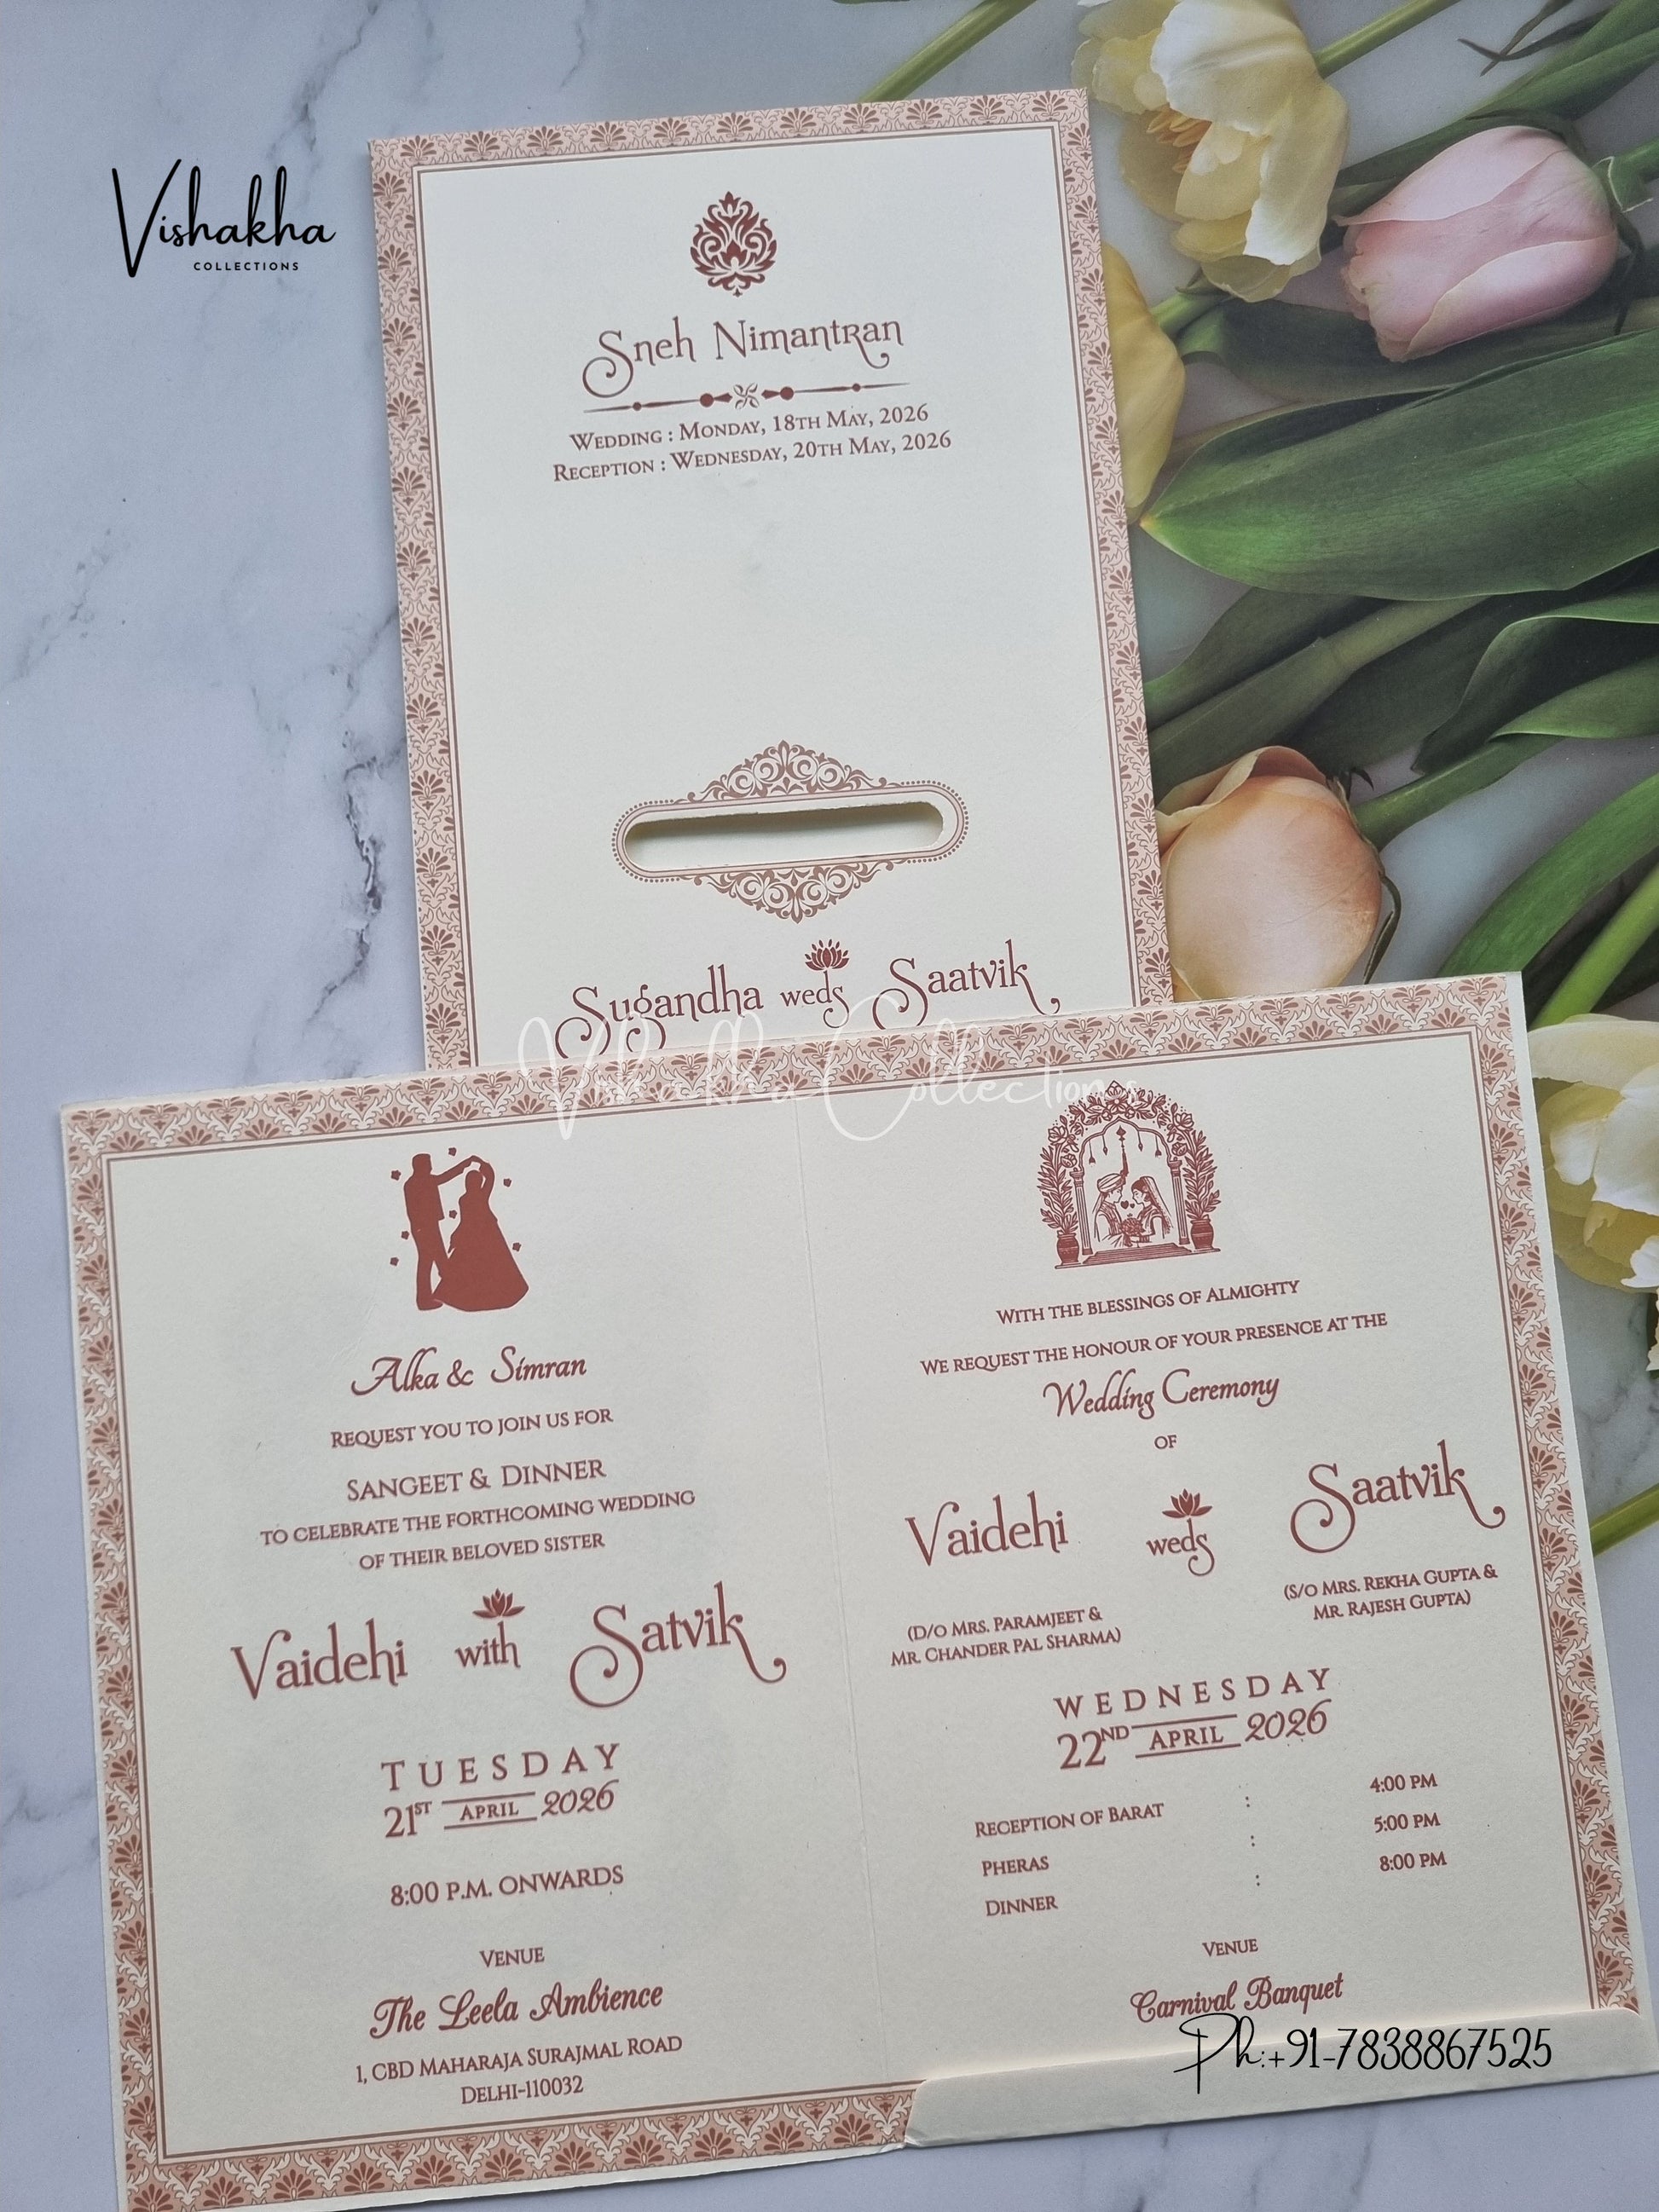 Vishakha
COLLECTIONS
Sneh Nimantran
Wedding : Monday, 18th May, 2026
Reception : Wednesday, 20th May, 2026
Sugandha weds Saatvik
Vishakha Collections
Alka & Simran
request you to join us for
Sangeet & Dinner
to celebrate the forthcoming wedding
of their beloved sister
Vaidehi with Satvik
TUESDAY
21ST APRIL 2026
8:00 P.M. onwards
Venue
The Leela Ambience
1, CBD Maharaja Surajmal Road
Delhi-110032
With the blessings of Almighty
We request the honour of your presence at the
Wedding Ceremony
of
Vaidehi weds Saatvik
(D/o Mrs. Paramjeet &
Mr. Chander Pal Sharma)
(S/o Mrs. Rekha Gupta &
Mr. Rajesh Gupta)
WEDNESDAY
22ND APRIL 2026
Reception of Barat : 4:00 PM
Pheras : 5:00 PM
Dinner : 8:00 PM
Venue
Carnival Banquet
Ph:+91-7838867525